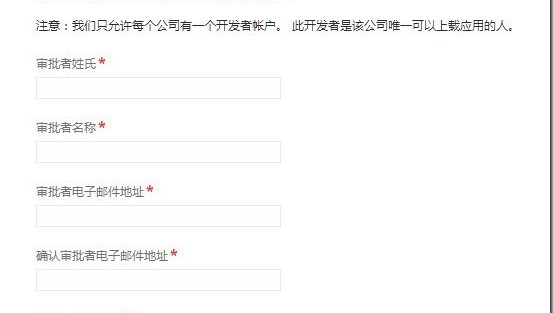 注意：我们只允许每个公司有一个开发者帐户。 此开发者是该公司唯一可以上载应用的人。
审批者姓氏*
审批者名称*
审批者电子邮件地址*
确认审批者电子邮件地址*